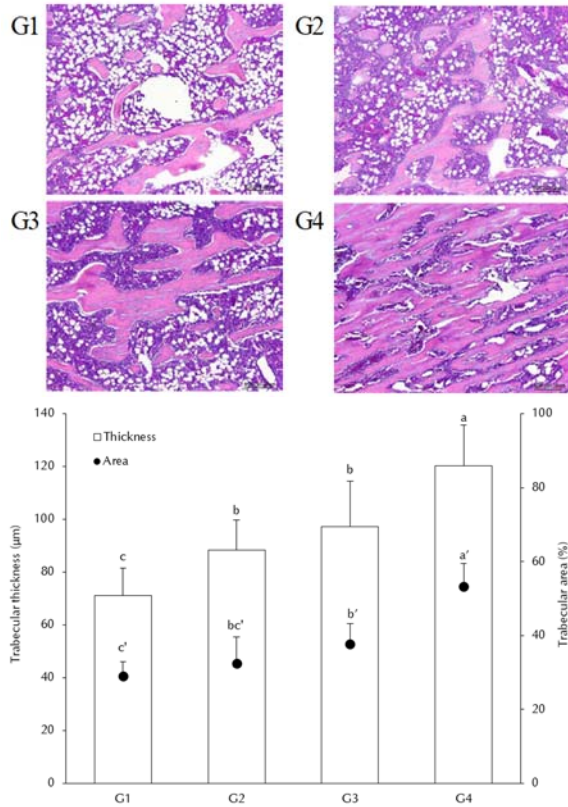 G1
G2
G3
G4
140
120
100
80
60
40
20
0
Trabecular thickness (µm)
Thickness
Area
c
b
b
a
c'
bc'
b'
a'
100
80
60
40
20
0
Trabecular area (%)
G1
G2
G3
G4